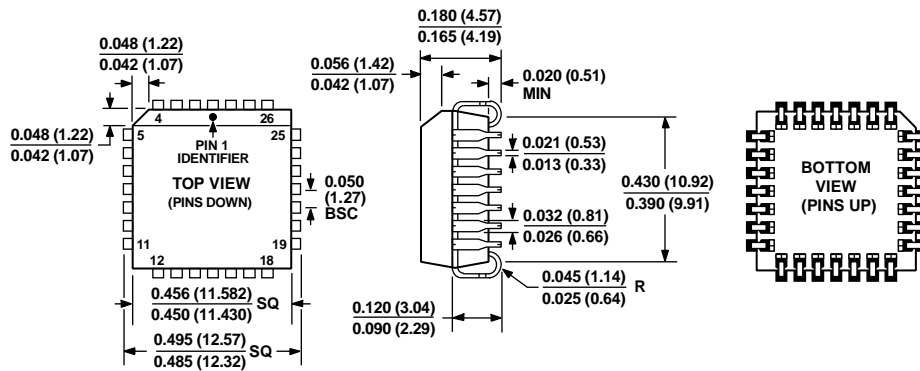 0.048 (1.22)
0.042 (1.07)
0.048 (1.22)
0.042 (1.07)
4
26
5
25
PIN 1
IDENTIFIER
TOP VIEW
(PINS DOWN)
11
19
12
18
0.050
(1.27)
BSC
0.456 (11.582)
0.450 (11.430)
SQ
0.495 (12.57)
0.485 (12.32)
SQ
0.180 (4.57)
0.165 (4.19)
0.056 (1.42)
0.042 (1.07)
0.020 (0.51)
MIN
0.021 (0.53)
0.013 (0.33)
0.032 (0.81)
0.026 (0.66)
0.430 (10.92)
0.390 (9.91)
0.045 (1.14)
0.025 (0.64)
R
0.120 (3.04)
0.090 (2.29)
BOTTOM
VIEW
(PINS UP)